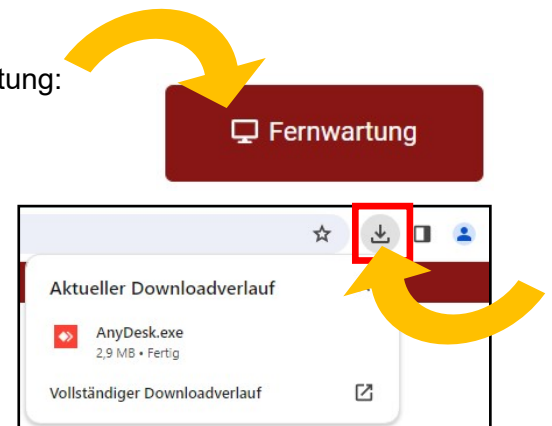 tung:
Fernwartung
Aktueller Downloadverlauf
AnyDesk.exe
2,9 MB • Fertig
Vollständiger Downloadverlauf